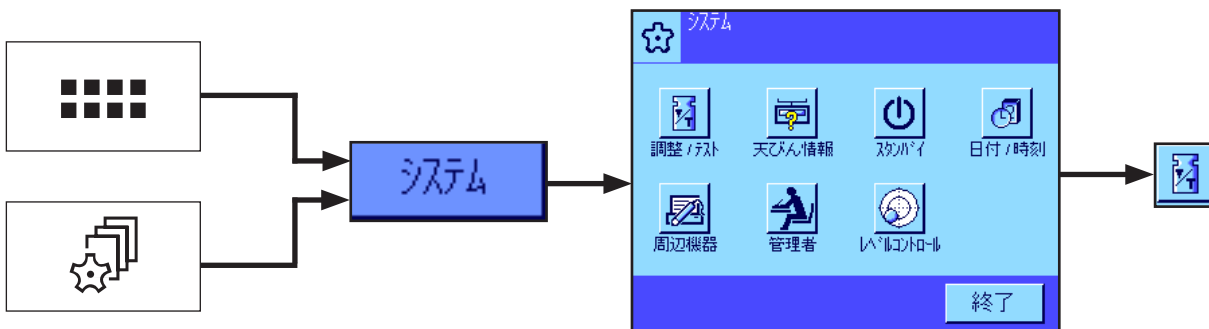 システム
システム
調整/テスト
天びん情報
スタンバイ
日付/時刻
周辺機器
管理者
レベルコントロール
終了